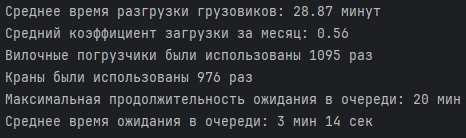 Среднее время разгрузки грузовиков: 28.87 минут
Средний коэффициент загрузки за месяц: 0.56
Вилочные погрузчики были использованы 1095 раз
Краны были использованы 976 раз
Максимальная продолжительность ожидания в очереди: 20 мин
Среднее время ожидания в очереди: 3 мин 14 сек